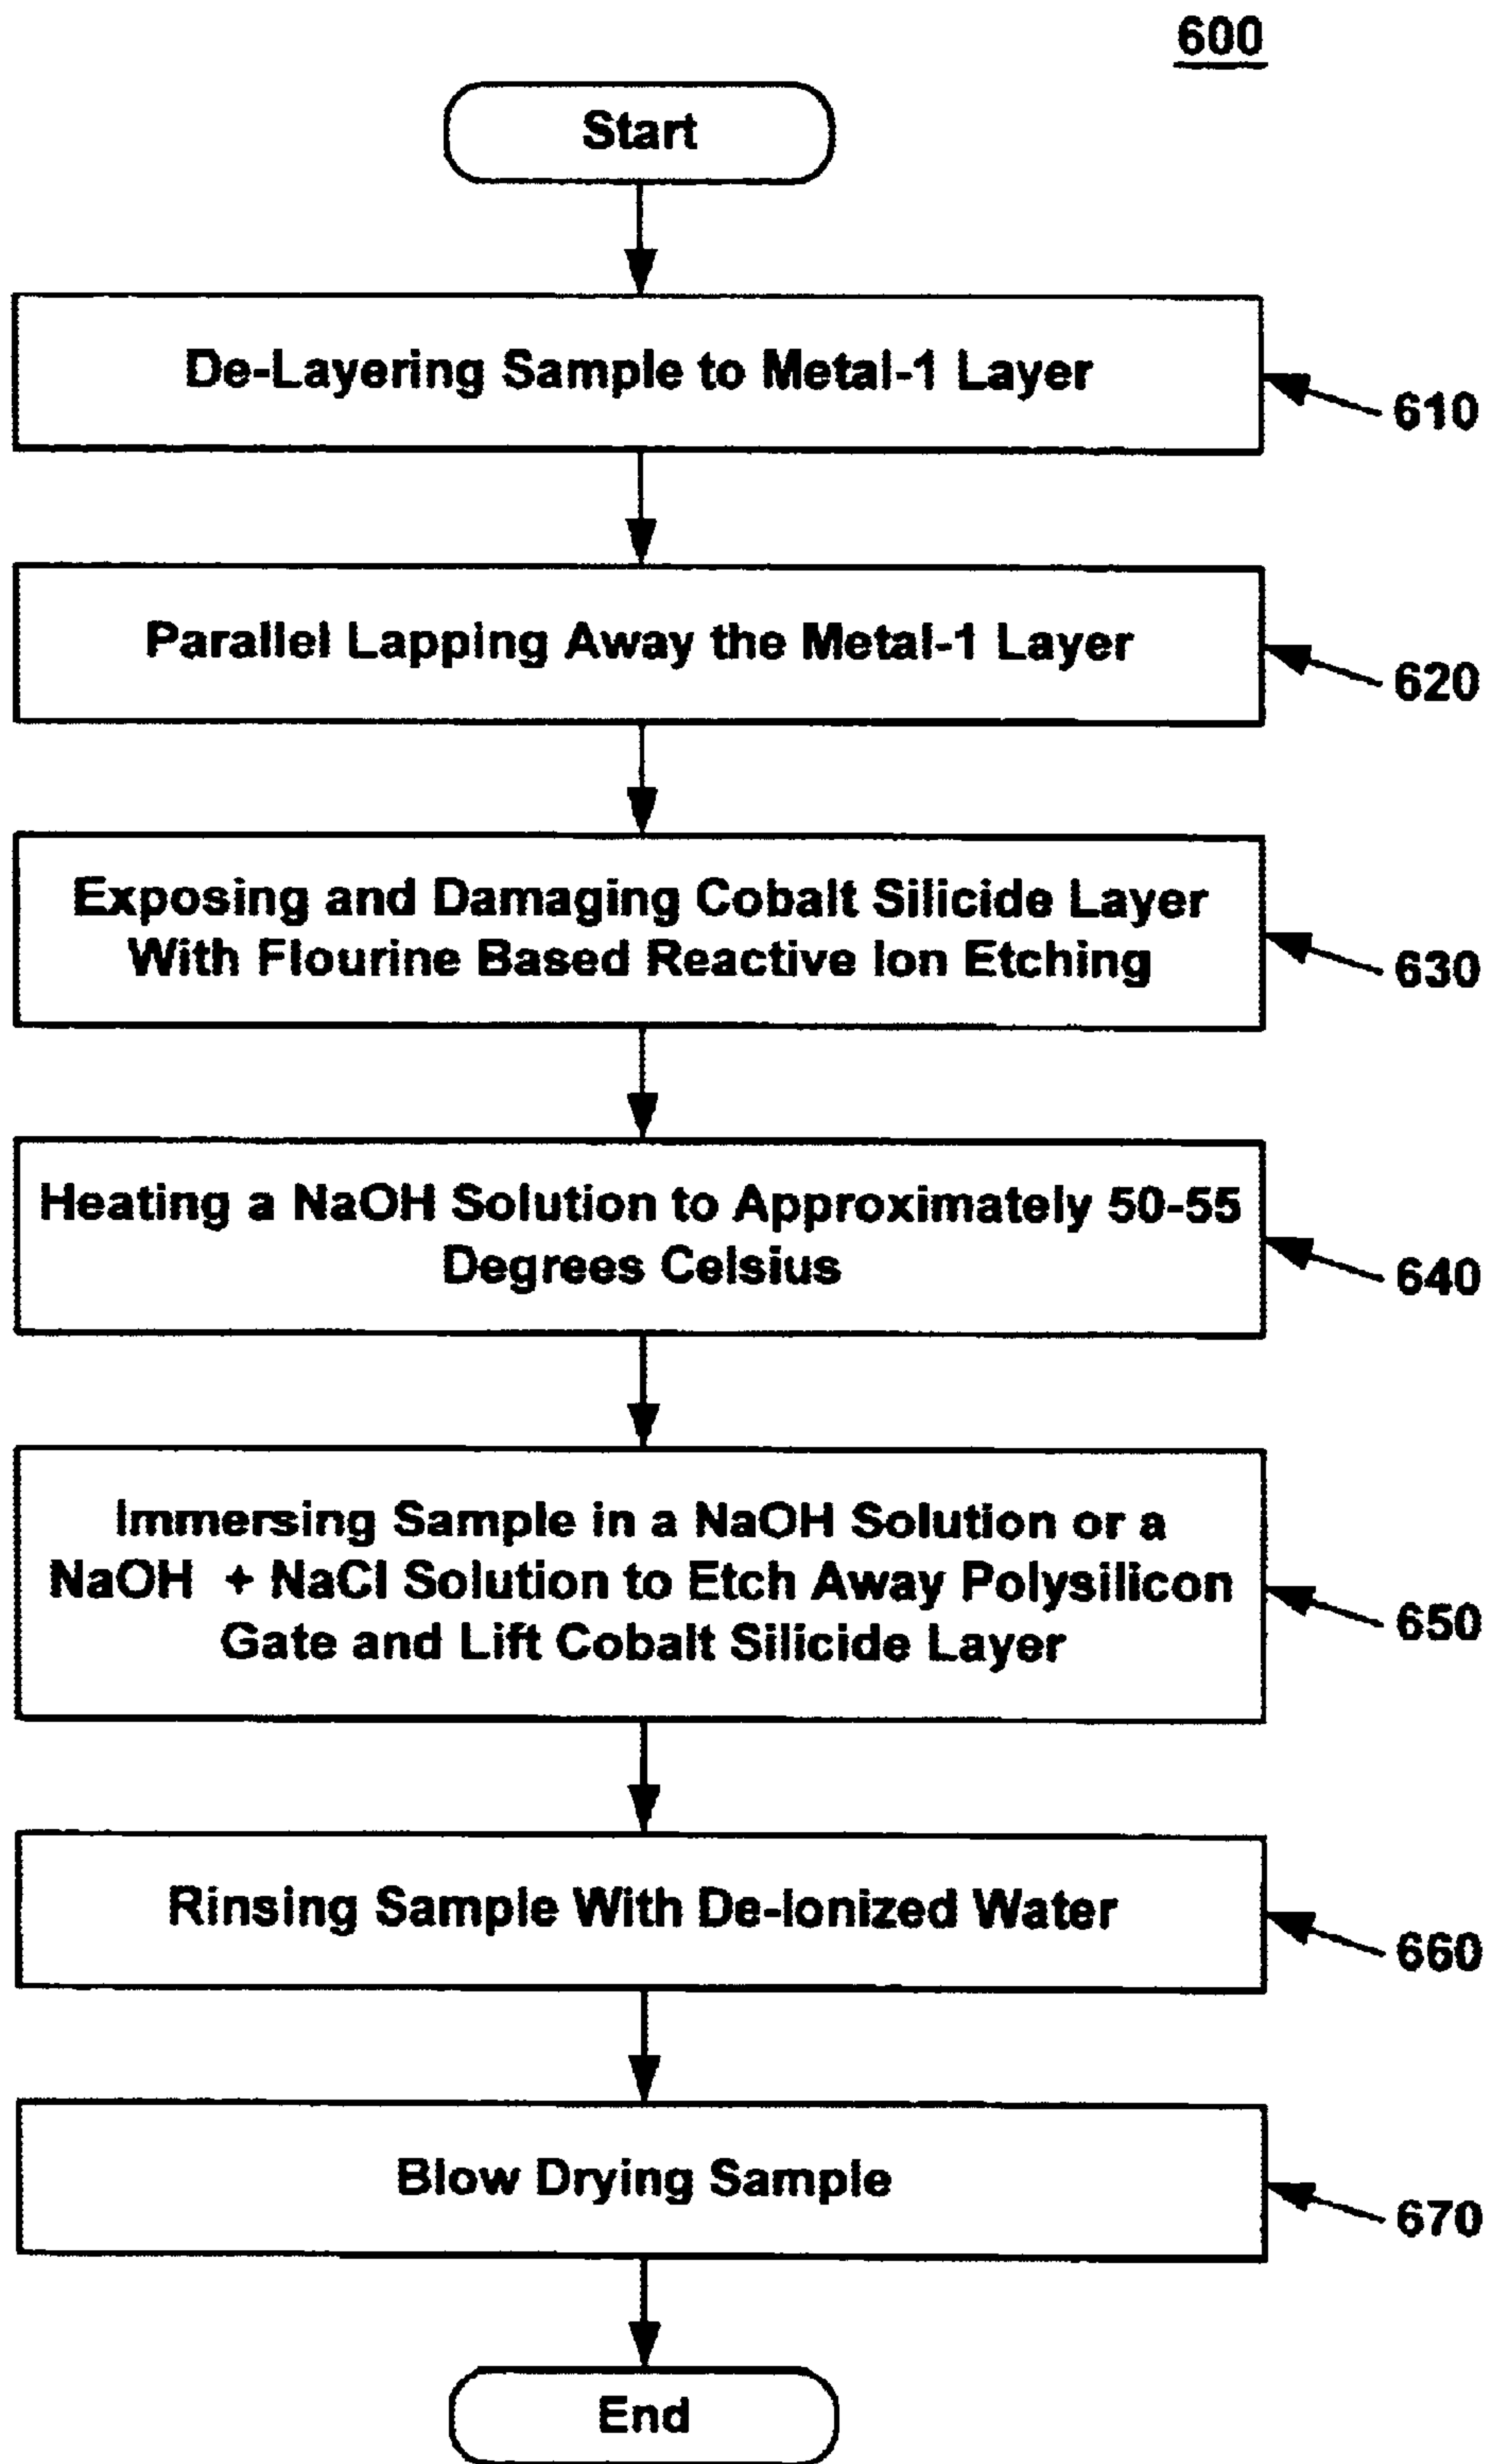 600
Start
De-Layering Sample to Metal-1 Layer
610
Parallel Lapping Away the Metal-1 Layer
620
Exposing and Damaging Cobalt Silicide Layer
With Flourine Based Reactive Ion Etching
630
Heating a NaOH Solution to Approximately 50-55
Degrees Celsius
640
Immersing Sample in a NaOH Solution or a
NaOH + NaCl Solution to Etch Away Polysilicon
Gate and Lift Cobalt Silicide Layer
650
Rinsing Sample With De-Ionized Water
660
Blow Drying Sample
670
End